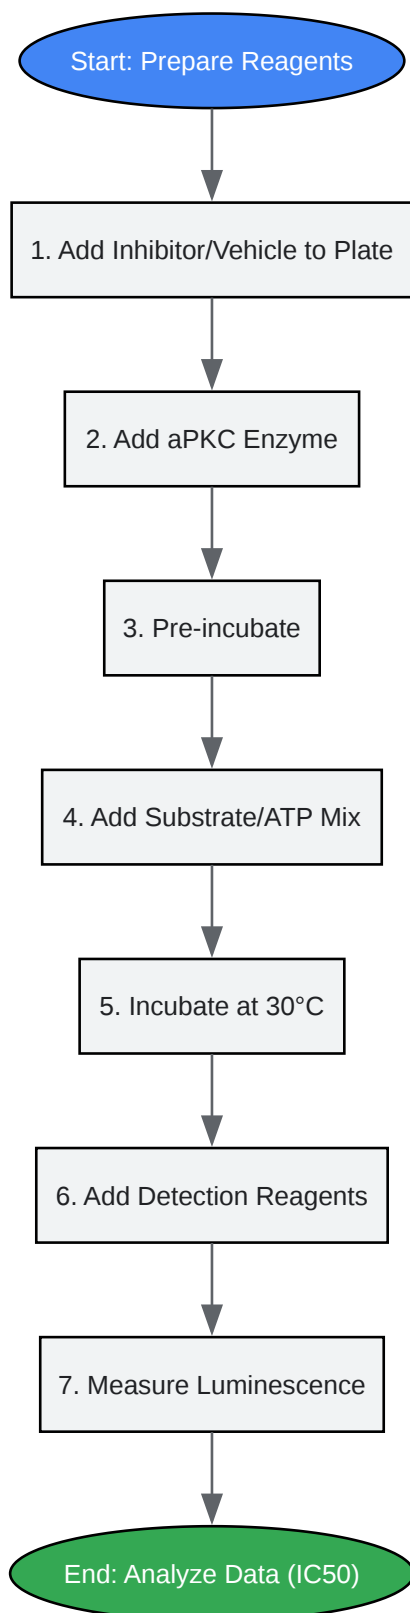 Start: Prepare Reagents
1. Add Inhibitor/Vehicle to Plate
2. Add aPKC Enzyme
3. Pre-incubate
4. Add Substrate/ATP Mix
5. Incubate at 30°C
6. Add Detection Reagents
7. Measure Luminescence
End: Analyze Data (IC50)